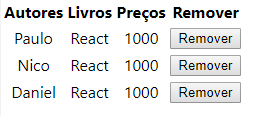 Autores Livros Preços Remover
Paulo React 1000 Remover
Nico React 1000 Remover
Daniel React 1000 Remover